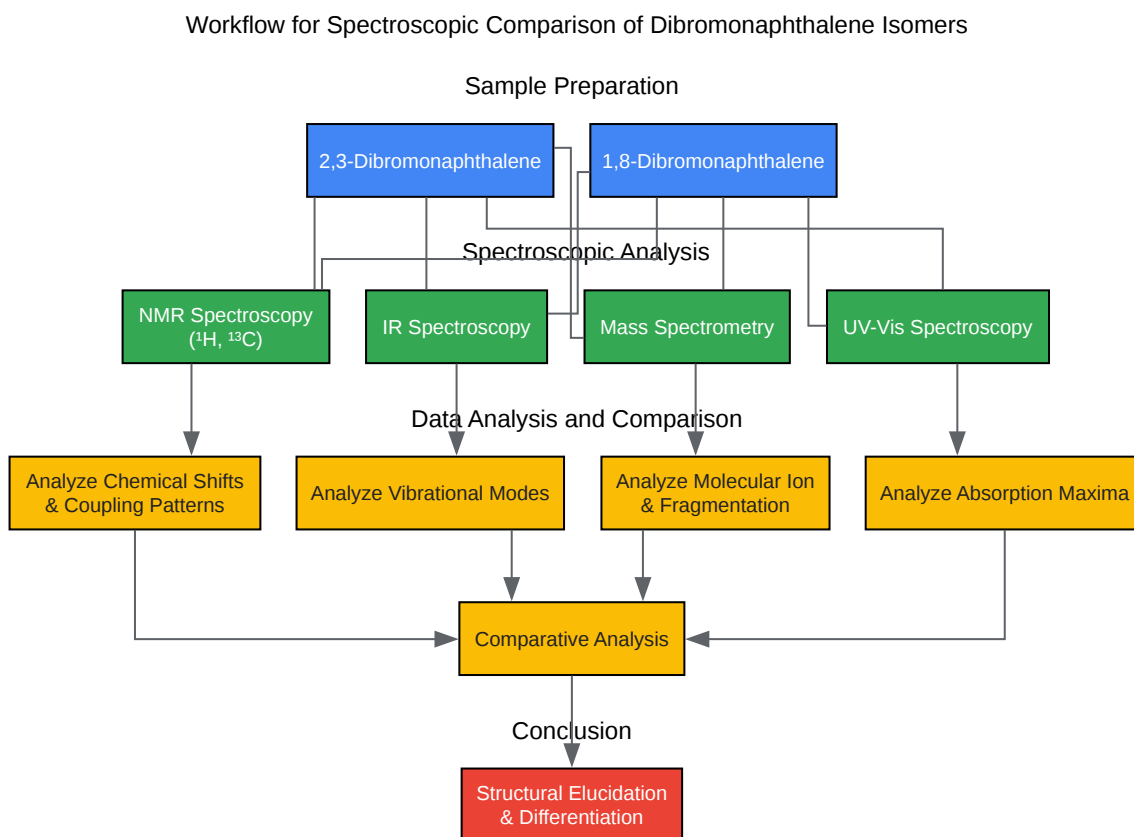 Workflow for Spectroscopic Comparison of Dibromonaphthalene Isomers
Sample Preparation
2,3-Dibromonaphthalene
1,8-Dibromonaphthalene
Spectroscopic Analysis
NMR Spectroscopy
(¹H, ¹³C)
IR Spectroscopy
Mass Spectrometry
UV-Vis Spectroscopy
Data Analysis and Comparison
Analyze Chemical Shifts
& Coupling Patterns
Analyze Vibrational Modes
Analyze Molecular Ion
& Fragmentation
Analyze Absorption Maxima
Comparative Analysis
Conclusion
Structural Elucidation
& Differentiation